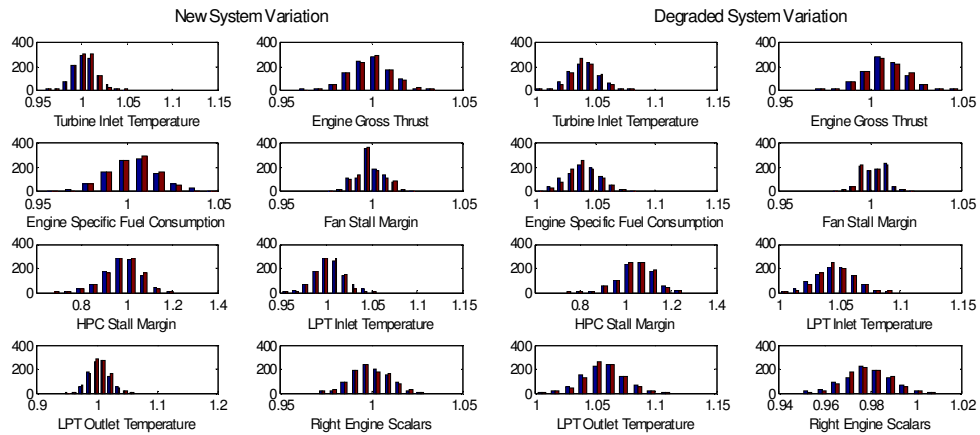 New System Variation
Degraded System Variation
400
200
0
0.95 1 1.05 1.1 1.15
Turbine Inlet Temperature
400
200
0
0.95 1 1.05
Engine Gross Thrust
400
200
0
1 1.05 1.1 1.15
Turbine Inlet Temperature
400
200
0
0.95 1 1.05
Engine Gross Thrust
400
200
0
0.95 1 1.05
Engine Specific Fuel Consumption
400
200
0
0.95 1 1.05
Fan Stall Margin
400
200
0
1 1.05 1.1 1.15
Engine Specific Fuel Consumption
400
200
0
0.95 1 1.05
Fan Stall Margin
400
200
0
0.8 1 1.2 1.4
HPC Stall Margin
400
200
0
0.95 1 1.05 1.1 1.15
LPT Inlet Temperature
400
200
0
0.8 1 1.2 1.4
HPC Stall Margin
400
200
0
1 1.05 1.1 1.15
LPT Inlet Temperature
400
200
0
0.9 1 1.1 1.2
LPT Outlet Temperature
400
200
0
0.95 1 1.05
Right Engine Scalars
400
200
0
1 1.05 1.1 1.15
LPT Outlet Temperature
400
200
0
0.94 0.96 0.98 1 1.02
Right Engine Scalars